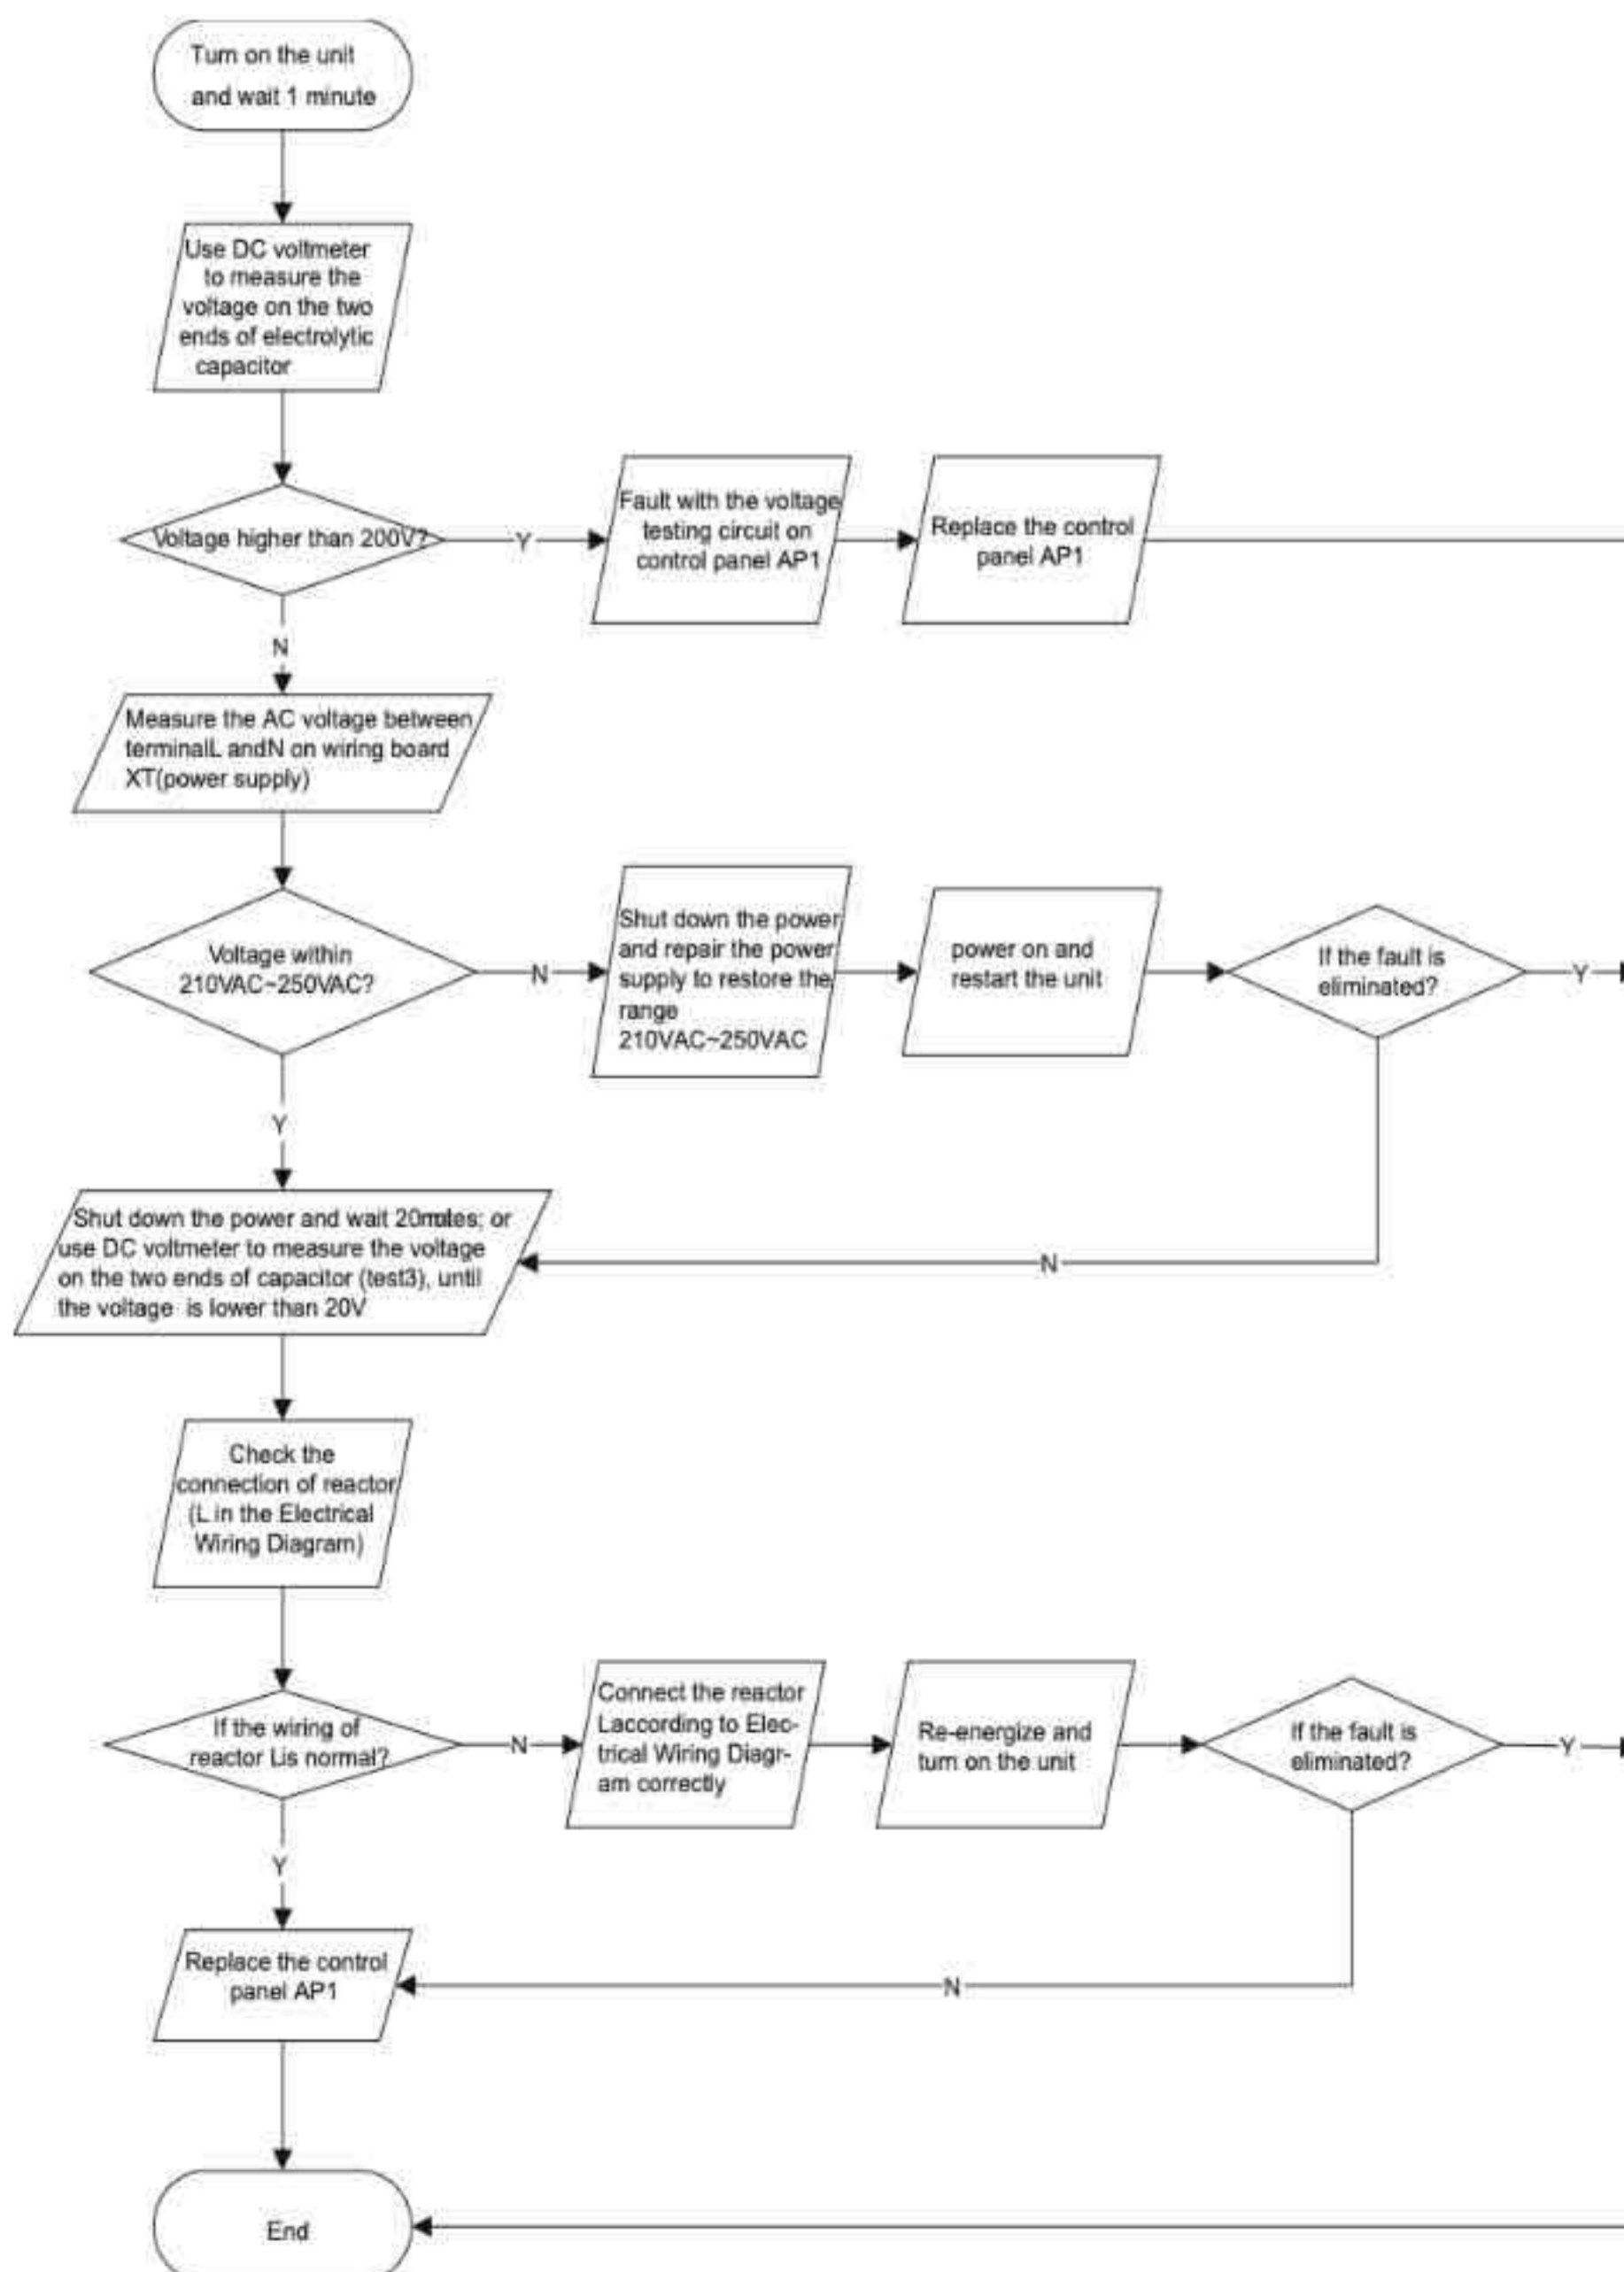 Turn on the unit
and wait 1 minute
Use DC voltmeter
to measure the
voltage on the two
ends of electrolytic
capacitor
Voltage higher than 200V?
Y
Fault with the voltage
testing circuit on
control panel AP1
Replace the control
panel AP1
N
Measure the AC voltage between
terminalL andN on wiring board
XT(power supply)
Voltage within
210VAC~250VAC?
N
Shut down the power
and repair the power
supply to restore the
range
210VAC~250VAC
power on and
restart the unit
If the fault is
eliminated?
Y
Y
Shut down the power and wait; or
use DC voltmeter to measure the voltage
on the two ends of capacitor (test3), until
the voltage is lower than 20V
N
Check the
connection of reactor
(L in the Electrical
Wiring Diagram)
If the wiring of
reactor Lis normal?
N
Connect the reactor
Laccording to Elec-
trical Wiring Diagr-
am correctly
Re-energize and
turn on the unit
If the fault is
eliminated?
Y
Y
Replace the control
panel AP1
N
End